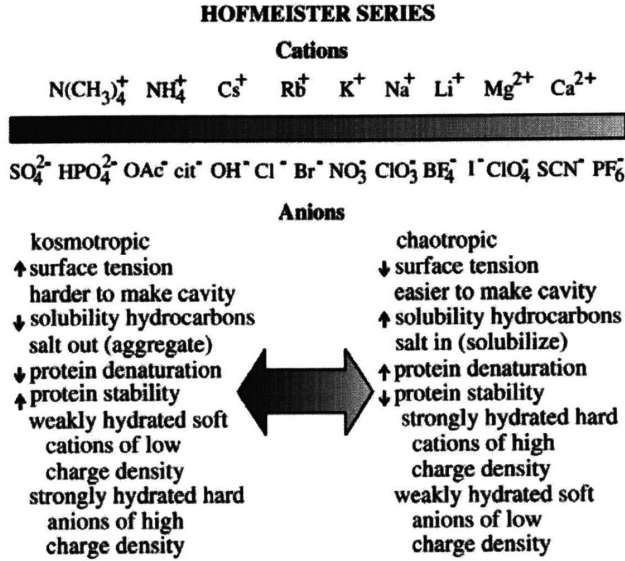 HOFMEISTER SERIES
Cations
N(CH₃)₄⁺ NH₄⁺ Cs⁺ Rb⁺ K⁺ Na⁺ Li⁺ Mg²⁺ Ca²⁺
SO₄²⁻ HPO₄²⁻ OAc⁻ cit⁻ OH⁻ Cl⁻ Br⁻ NO₃⁻ ClO₃⁻ BF₄⁻ I⁻ ClO₄⁻ SCN⁻ PF₆⁻
Anions
kosmotropic
↑ surface tension
harder to make cavity
↓ solubility hydrocarbons
salt out (aggregate)
↓ protein denaturation
↑ protein stability
weakly hydrated soft
cations of low
charge density
strongly hydrated hard
anions of high
charge density
chaotropic
↓ surface tension
easier to make cavity
↑ solubility hydrocarbons
salt in (solubilize)
↑ protein denaturation
↓ protein stability
strongly hydrated hard
cations of high
charge density
weakly hydrated soft
anions of low
charge density